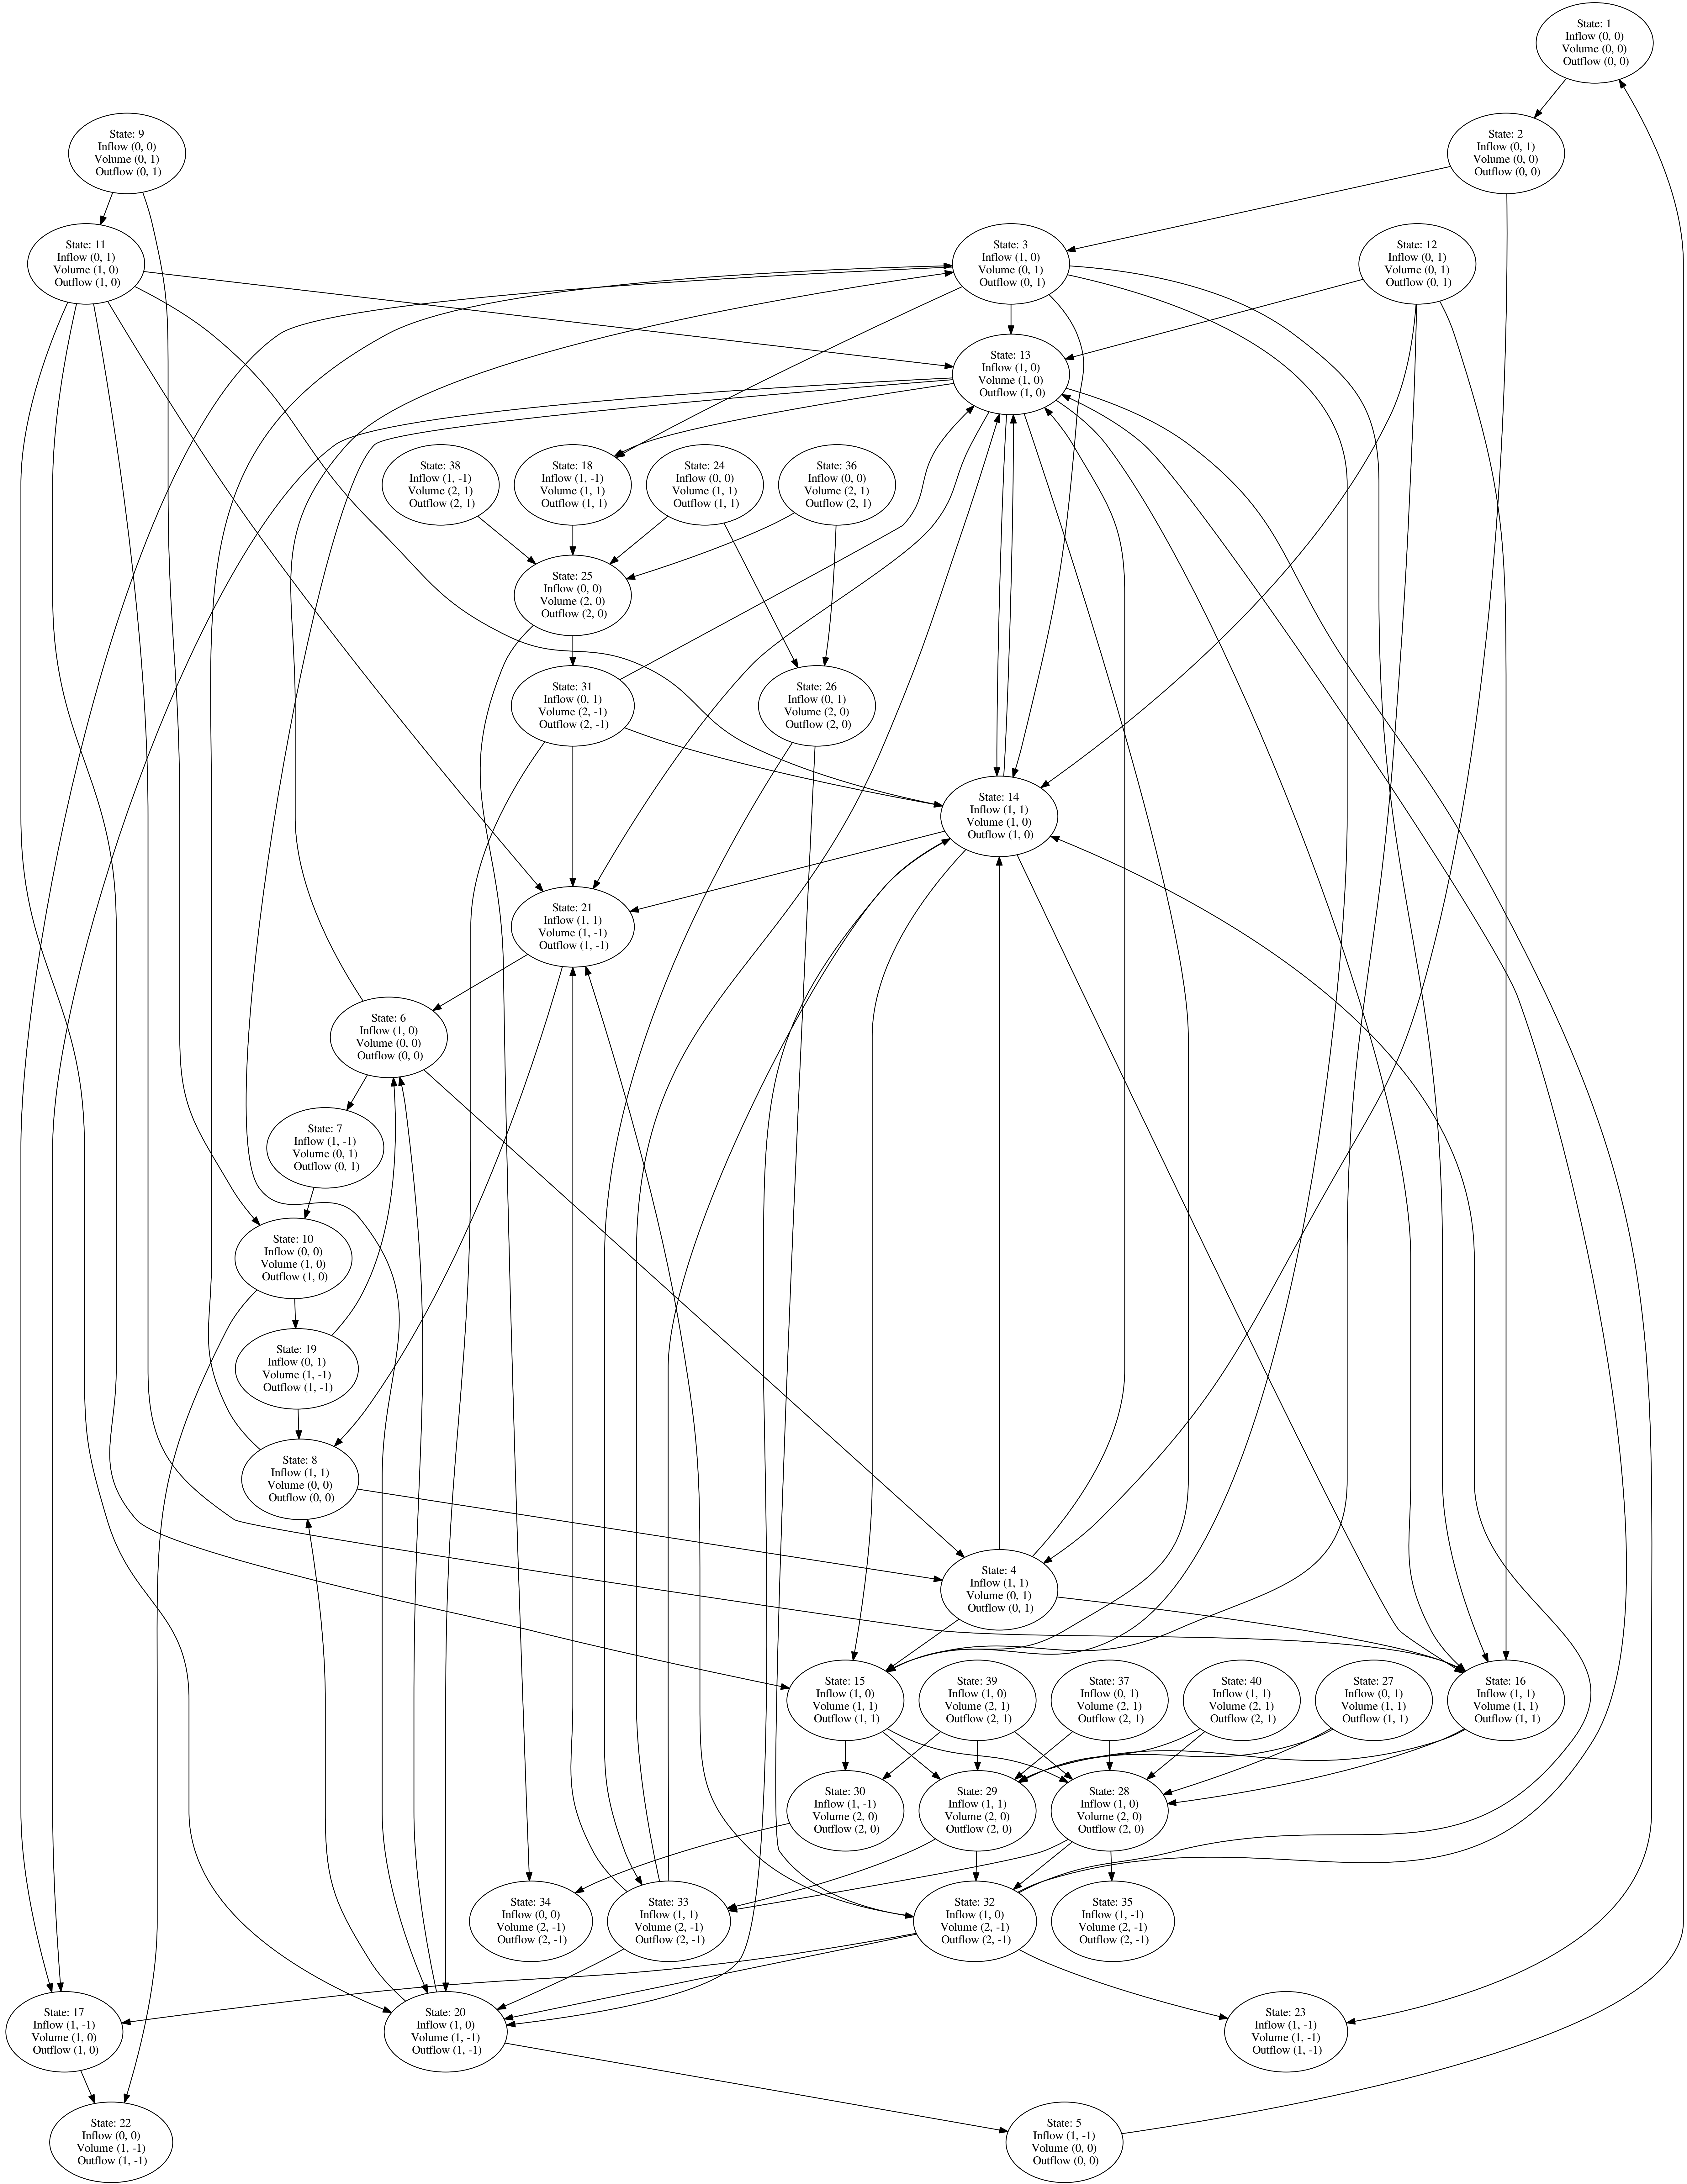 State: 1
Inflow (0, 0)
Volume (0, 0)
Outflow (0, 0)
State: 9
Inflow (0, 0)
Volume (0, 1)
Outflow (0, 1)
State: 2
Inflow (0, 1)
Volume (0, 0)
Outflow (0, 0)
State: 11
Inflow (0, 1)
Volume (1, 0)
Outflow (1, 0)
State: 3
Inflow (1, 0)
Volume (0, 1)
Outflow (0, 1)
State: 12
Inflow (0, 1)
Volume (0, 1)
Outflow (0, 1)
State: 13
Inflow (1, 0)
Volume (1, 0)
Outflow (1, 0)
State: 38
Inflow (1, -1)
Volume (2, 1)
Outflow (2, 1)
State: 18
Inflow (1, -1)
Volume (1, 1)
Outflow (1, 1)
State: 24
Inflow (0, 0)
Volume (1, 1)
Outflow (1, 1)
State: 36
Inflow (0, 0)
Volume (2, 1)
Outflow (2, 1)
State: 25
Inflow (0, 0)
Volume (2, 0)
Outflow (2, 0)
State: 31
Inflow (0, 1)
Volume (2, -1)
Outflow (2, -1)
State: 26
Inflow (0, 1)
Volume (2, 0)
Outflow (2, 0)
State: 14
Inflow (1, 1)
Volume (1, 0)
Outflow (1, 0)
State: 21
Inflow (1, 1)
Volume (1, -1)
Outflow (1, -1)
State: 6
Inflow (1, 0)
Volume (0, 0)
Outflow (0, 0)
State: 7
Inflow (1, -1)
Volume (0, 1)
Outflow (0, 1)
State: 10
Inflow (0, 0)
Volume (1, 0)
Outflow (1, 0)
State: 19
Inflow (0, 1)
Volume (1, -1)
Outflow (1, -1)
State: 8
Inflow (1, 1)
Volume (0, 0)
Outflow (0, 0)
State: 4
Inflow (1, 1)
Volume (0, 1)
Outflow (0, 1)
State: 15
Inflow (1, 0)
Volume (1, 1)
Outflow (1, 1)
State: 39
Inflow (1, 0)
Volume (2, 1)
Outflow (2, 1)
State: 37
Inflow (0, 1)
Volume (2, 1)
Outflow (2, 1)
State: 40
Inflow (1, 1)
Volume (2, 1)
Outflow (2, 1)
State: 27
Inflow (0, 1)
Volume (1, 1)
Outflow (1, 1)
State: 16
Inflow (1, 1)
Volume (1, 1)
Outflow (1, 1)
State: 30
Inflow (1, -1)
Volume (2, 0)
Outflow (2, 0)
State: 29
Inflow (1, 1)
Volume (2, 0)
Outflow (2, 0)
State: 28
Inflow (1, 0)
Volume (2, 0)
Outflow (2, 0)
State: 34
Inflow (0, 0)
Volume (2, -1)
Outflow (2, -1)
State: 33
Inflow (1, 1)
Volume (2, -1)
Outflow (2, -1)
State: 32
Inflow (1, 0)
Volume (2, -1)
Outflow (2, -1)
State: 35
Inflow (1, -1)
Volume (2, -1)
Outflow (2, -1)
State: 17
Inflow (1, -1)
Volume (1, 0)
Outflow (1, 0)
State: 20
Inflow (1, 0)
Volume (1, -1)
Outflow (1, -1)
State: 23
Inflow (1, -1)
Volume (1, -1)
Outflow (1, -1)
State: 22
Inflow (0, 0)
Volume (1, -1)
Outflow (1, -1)
State: 5
Inflow (1, -1)
Volume (0, 0)
Outflow (0, 0)